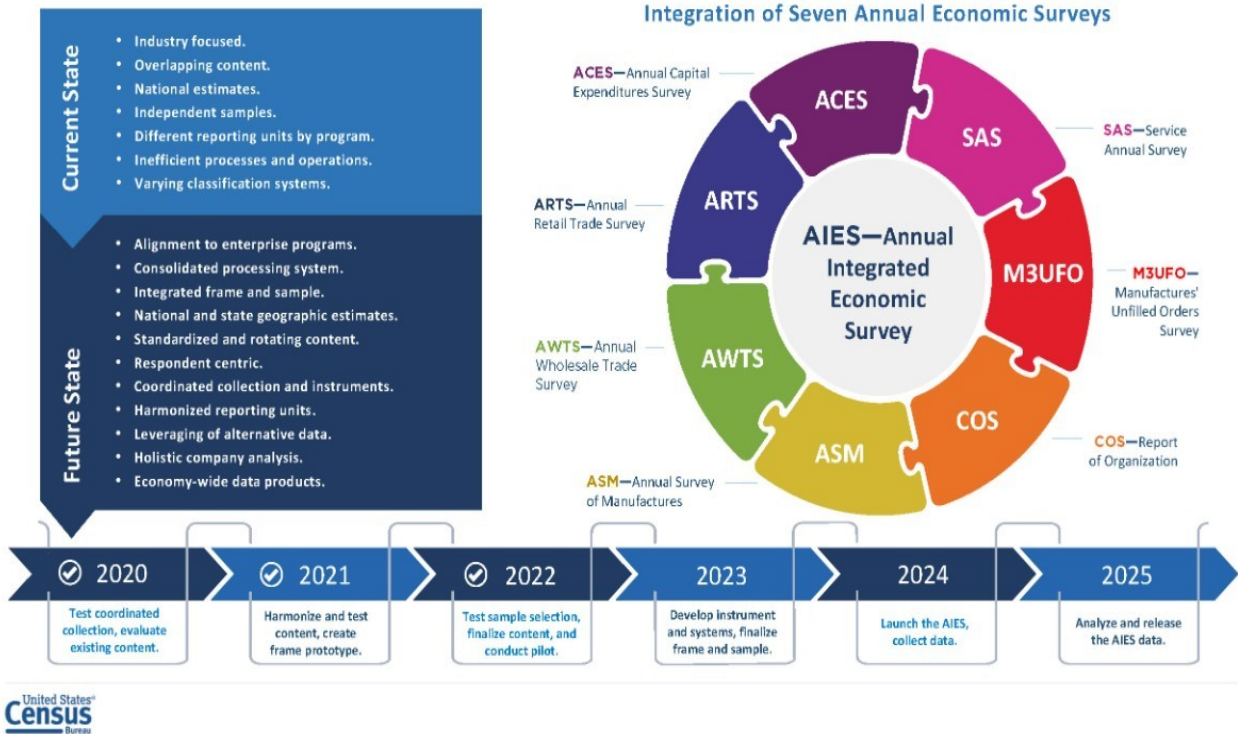 Current State
• Industry focused.
• Overlapping content.
• National estimates.
• Independent samples.
• Different reporting units by program.
• Inefficient processes and operations.
• Varying classification systems.
Future State
• Alignment to enterprise programs.
• Consolidated processing system.
• Integrated frame and sample.
• National and state geographic estimates.
• Standardized and rotating content.
• Respondent centric.
• Coordinated collection and instruments.
• Harmonized reporting units.
• Leveraging of alternative data.
• Holistic company analysis.
• Economy-wide data products.
Integration of Seven Annual Economic Surveys
ACES—Annual Capital
Expenditures Survey
ACES
SAS
SAS—Service
Annual Survey
ARTS—Annual
Retail Trade Survey
ARTS
AIES—Annual
Integrated
Economic
Survey
M3UFO
M3UFO—
Manufactures'
Unfilled Orders
Survey
AWTS—Annual
Wholesale Trade
Survey
AWTS
COS
COS—Report
of Organization
ASM
ASM—Annual Survey
of Manufactures
2020
Test coordinated
collection, evaluate
existing content.
2021
Harmonize and test
content, create
frame prototype.
2022
Test sample selection,
finalize content, and
conduct pilot.
2023
Develop instrument
and systems, finalize
frame and sample.
2024
Launch the AIES,
collect data.
2025
Analyze and release
the AIES data.
United States®
Census
Bureau